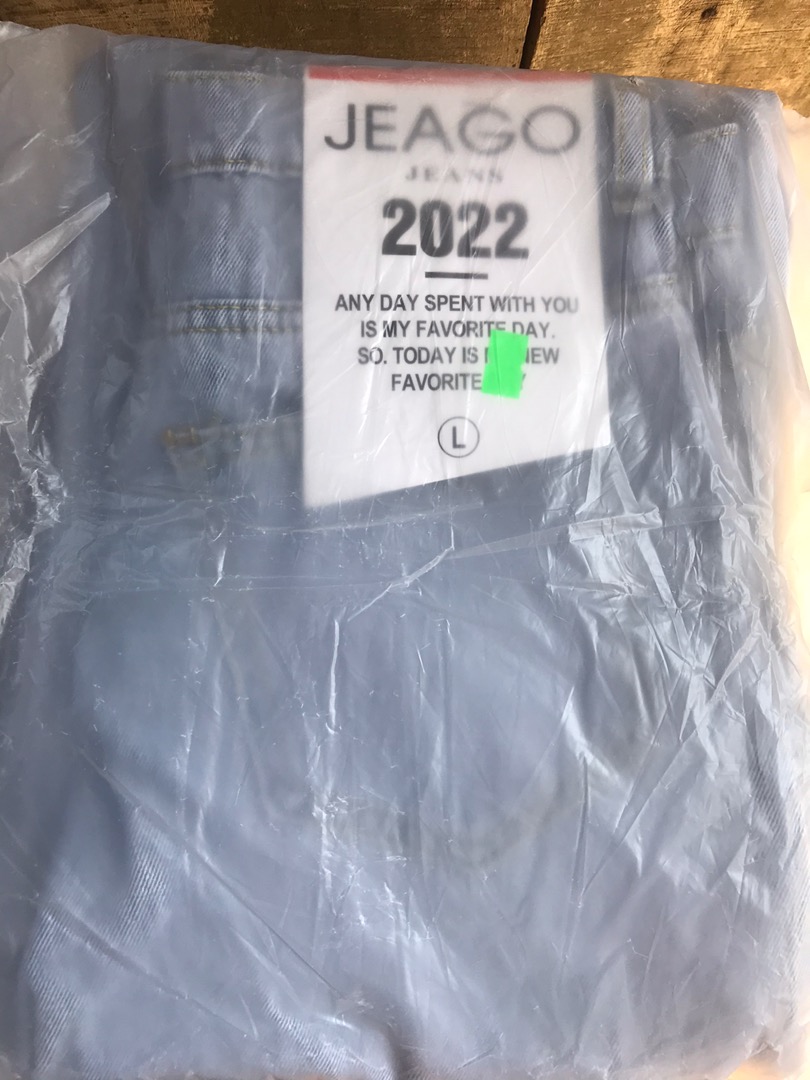 JEAGO
JEANS
2022
ANY DAY SPENT WITH YOU
IS MY FAVORITE DAY.
SO. TODAY IS NEW
FAVORITE
L